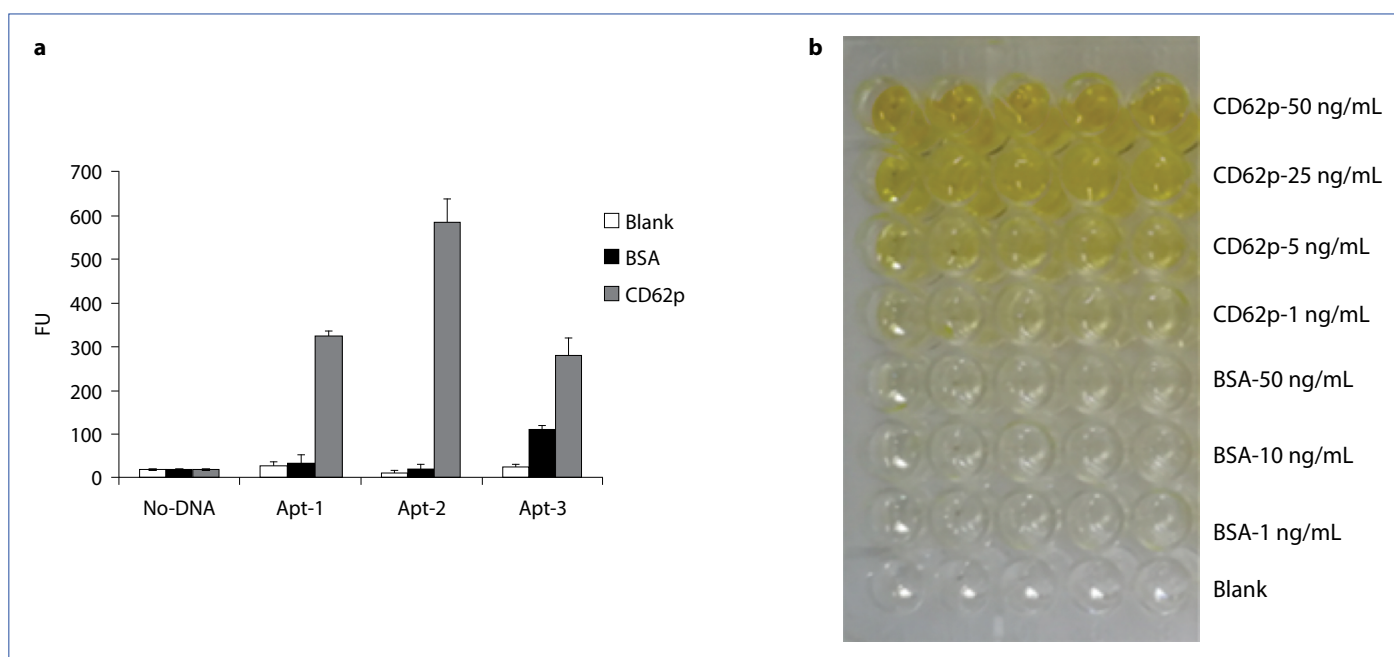 a
700
600
500
400
300
200
100
0
FU
No-DNA Apt-1 Apt-2 Apt-3
Blank
BSA
CD62p
b
CD62p-50 ng/mL
CD62p-25 ng/mL
CD62p-5 ng/mL
CD62p-1 ng/mL
BSA-50 ng/mL
BSA-10 ng/mL
BSA-1 ng/mL
Blank